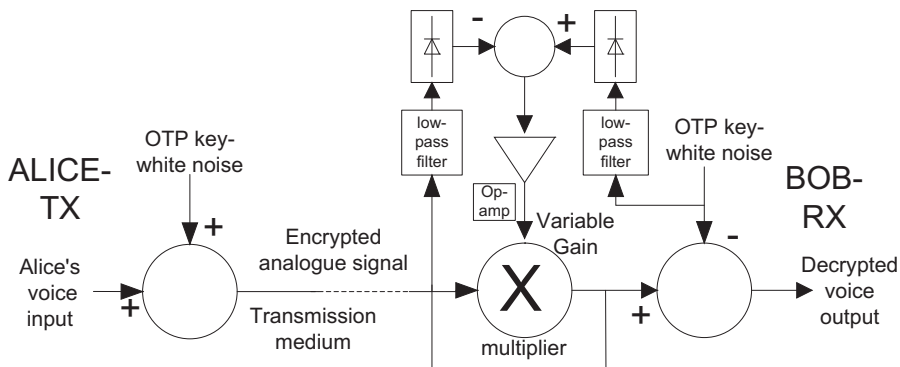 -
+
low-
pass
filter
low-
pass
filter
OTP key-
white noise
OTP key-
white noise
ALICE-
TX
BOB-
RX
Op-
amp
+
Variable
Gain
-
Encrypted
analogue signal
Alice's
voice
input
+
X
+
Decrypted
voice
output
Transmission
medium
multiplier